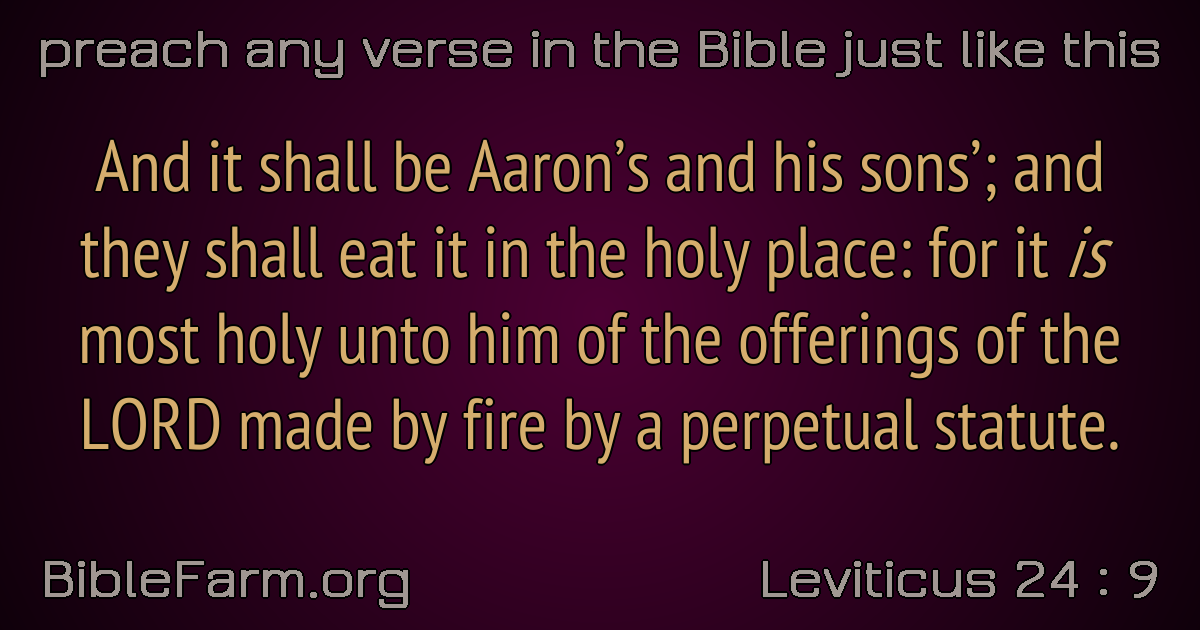 preach any verse in the Bible just like this
And it shall be Aaron’s and his sons’; and
they shall eat it in the holy place: for it is
most holy unto him of the offerings of the
LORD made by fire by a perpetual statute.
BibleFarm.org
Leviticus 24 : 9